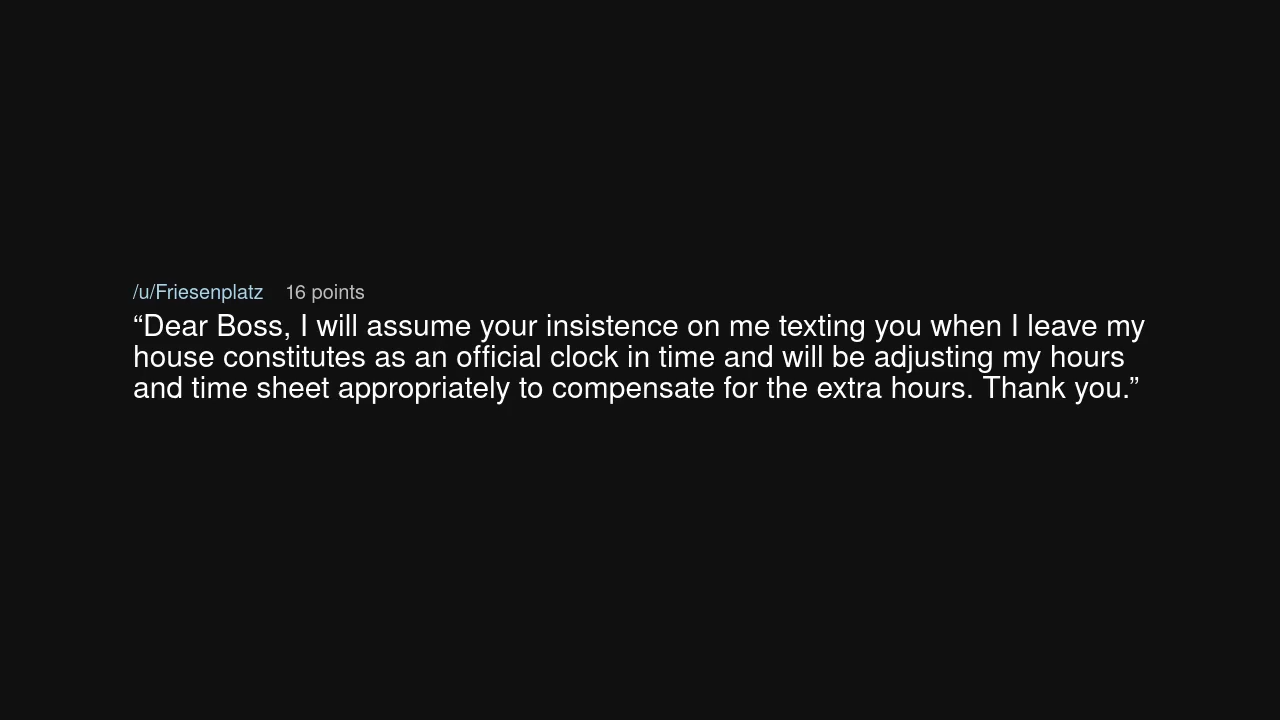 /u/Friesenplatz 16 points
“Dear Boss, I will assume your insistence on me texting you when I leave my
house constitutes as an official clock in time and will be adjusting my hours
and time sheet appropriately to compensate for the extra hours. Thank you.”